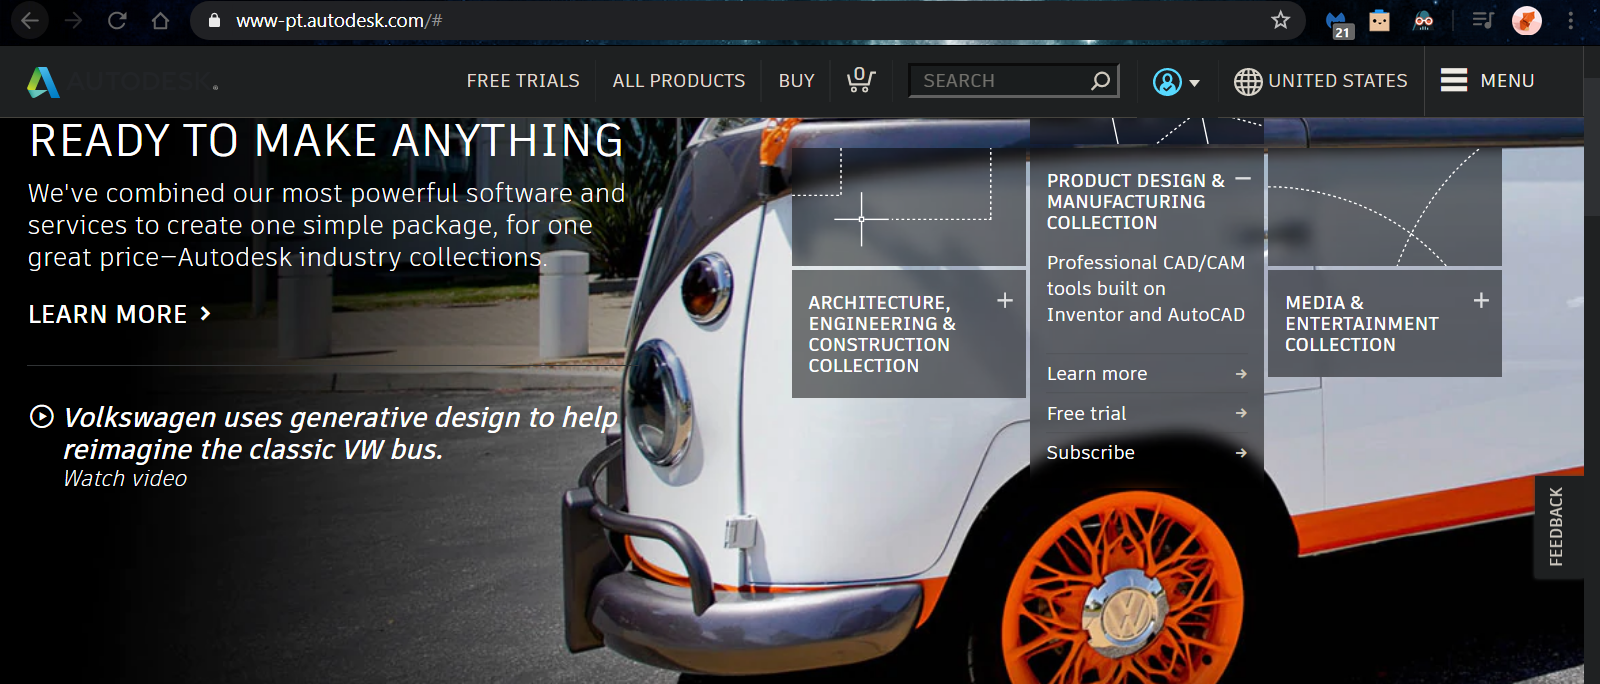 www-pt.autodesk.com/#
21
AUTODESK
FREE TRIALS
ALL PRODUCTS
BUY
0
SEARCH
UNITED STATES
MENU
READY TO MAKE ANYTHING
We've combined our most powerful software and
services to create one simple package, for one
great price—Autodesk industry collections.
LEARN MORE
Volkswagen uses generative design to help
reimagine the classic VW bus.
Watch video
ARCHITECTURE,
ENGINEERING &
CONSTRUCTION
COLLECTION
PRODUCT DESIGN &
MANUFACTURING
COLLECTION
Professional CAD/CAM
tools built on
Inventor and AutoCAD
Learn more
Free trial
Subscribe
MEDIA &
ENTERTAINMENT
COLLECTION
FEEDBACK
VW